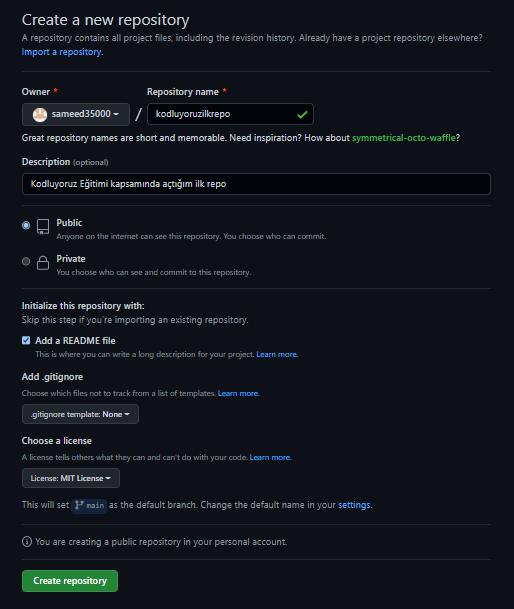 Create a new repository
A repository contains all project files, including the revision history. Already have a project repository elsewhere?
Import a repository.
Owner *
Repository name *
sameed35000 / kodluyoruzilkrepo
Great repository names are short and memorable. Need inspiration? How about symmetrical-octo-waffle?
Description (optional)
Kodluyoruz Eğitimi kapsamında açtığım ilk repo
Public
Anyone on the internet can see this repository. You choose who can commit.
Private
You choose who can see and commit to this repository.
Initialize this repository with:
Skip this step if you're importing an existing repository.
Add a README file
This is where you can write a long description for your project. Learn more.
Add .gitignore
Choose which files not to track from a list of templates. Learn more.
.gitignore template: None
Choose a license
A license tells others what they can and can't do with your code. Learn more.
License: MIT License
This will set main as the default branch. Change the default name in your settings.
You are creating a public repository in your personal account.
Create repository